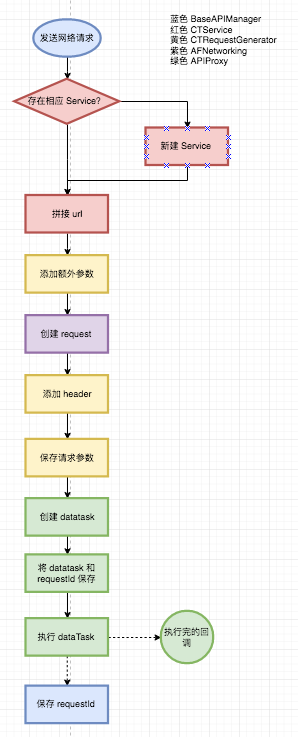 发送网络请求
蓝色 BaseAPIManager
红色 CTService
黄色 CTRequestGenerator
紫色 AFNetworking
绿色 APIProxy
存在相应 Service?
新建 Service
拼接 url
添加额外参数
创建 request
添加 header
保存请求参数
创建 datatask
将 datatask 和
requestId 保存
执行 dataTask
执行完的回
调
保存 requestId